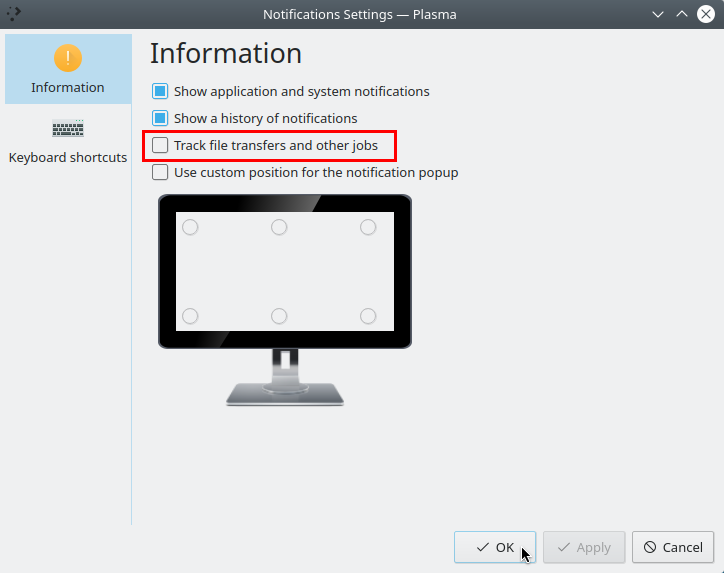 Notifications Settings — Plasma
Information
Information
Keyboard shortcuts
Show application and system notifications
Show a history of notifications
Track file transfers and other jobs
Use custom position for the notification popup
OK
Apply
Cancel